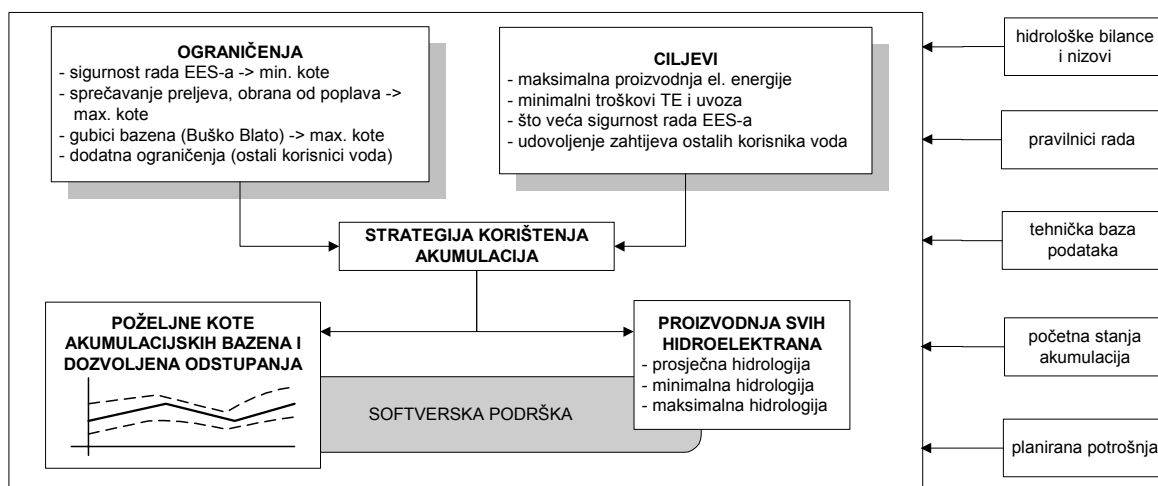 OGRANIČENJA
- sigurnost rada EES-a -> min. kote
- sprečavanje preljeva, obrana od poplava ->
max. kote
- gubici bazena (Buško Blato) -> max. kote
- dodatna ograničenja (ostali korisnici voda)
CILJEVI
- maksimalna proizvodnja el. energije
- minimalni troškovi TE i uvoza
- što veća sigurnost rada EES-a
- udovoljenje zahtijeva ostalih korisnika voda
STRATEGIJA KORIŠTENJA
AKUMULACIJA
POŽELJNE KOTE
AKUMULACIJSKIH BAZENA I
DOZVOLJENA ODSTUPANJA
PROIZVODNJA SVIH
HIDROELEKTRANA
- prosječna hidrologija
- minimalna hidrologija
- maksimalna hidrologija
SOFTVERSKA PODRŠKA
hidrološke bilance
i nizovi
pravilnici rada
tehnička baza
podataka
početna stanja
akumulacija
planirana potrošnja